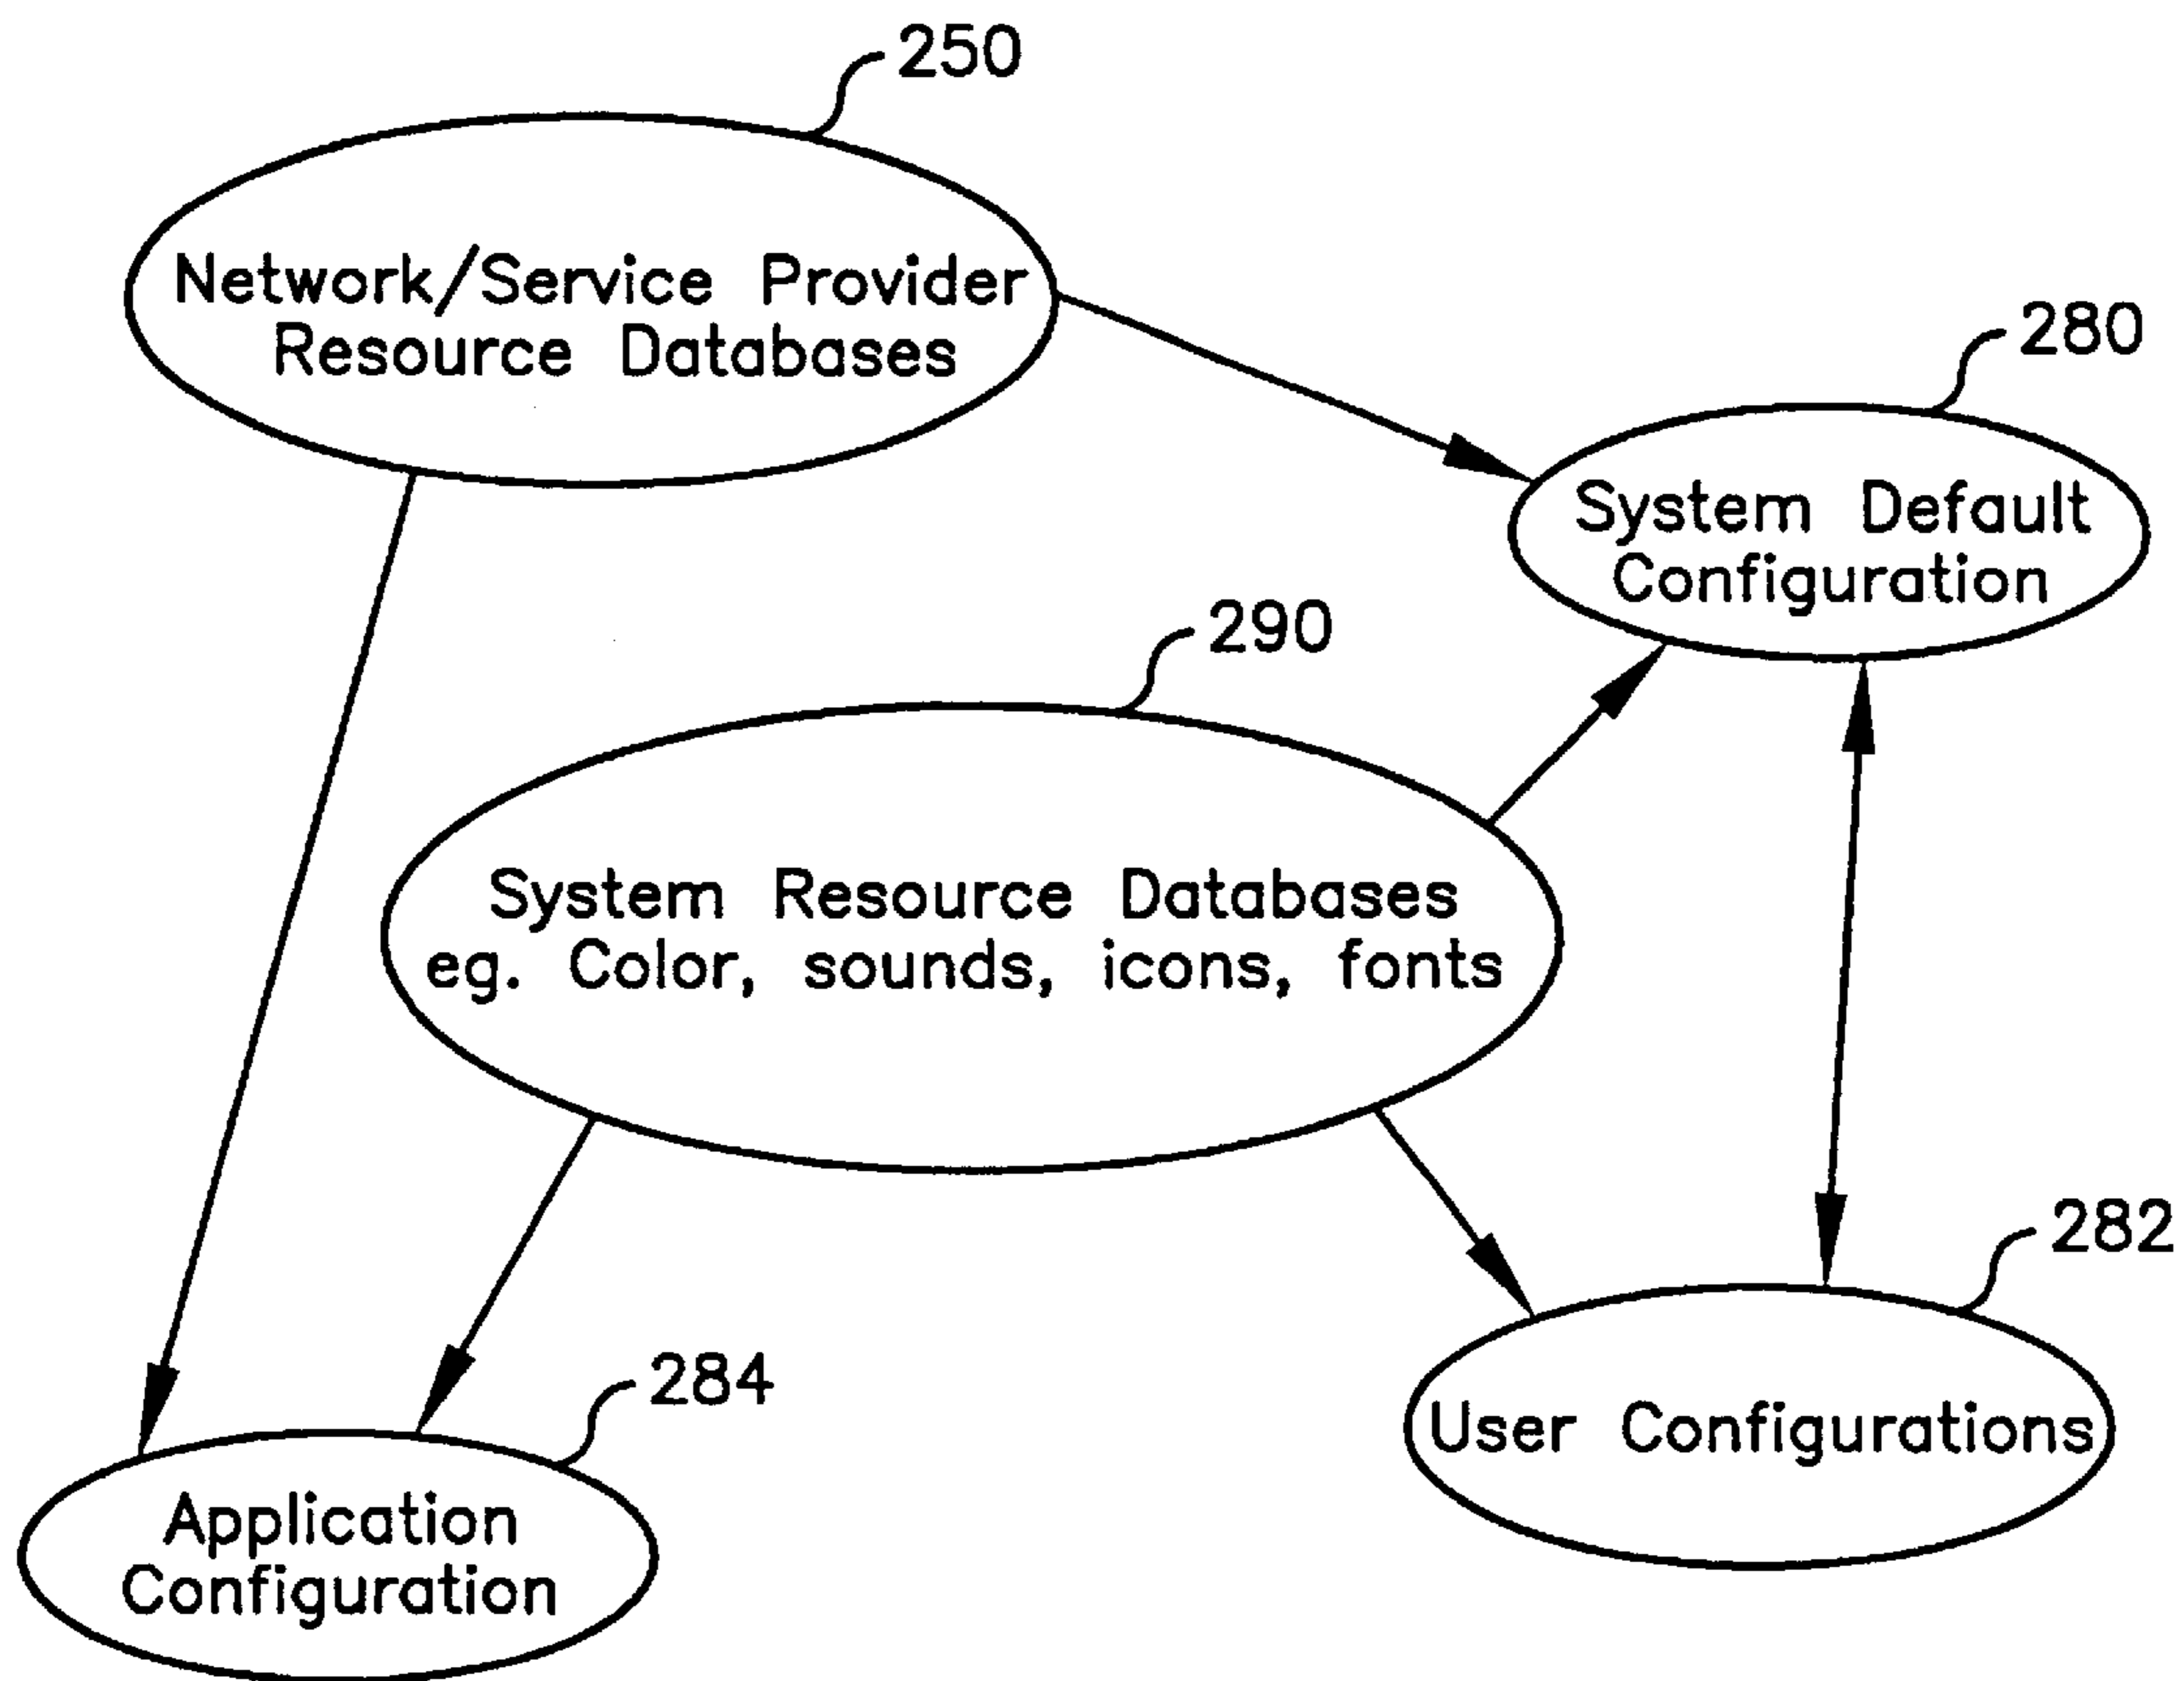 250
Network/Service Provider
Resource Databases
280
System Default
Configuration
290
System Resource Databases
eg. Color, sounds, icons, fonts
282
User Configurations
284
Application
Configuration